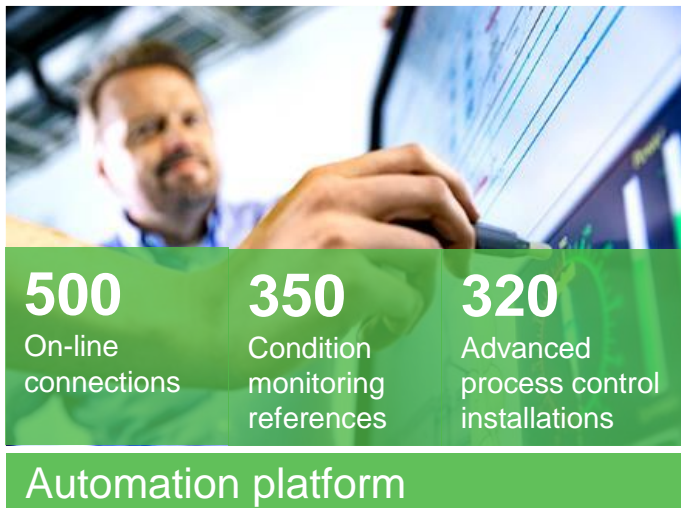 500
On-line
connections
350
Condition
monitoring
references
320
Advanced
process control
installations
Automation platform